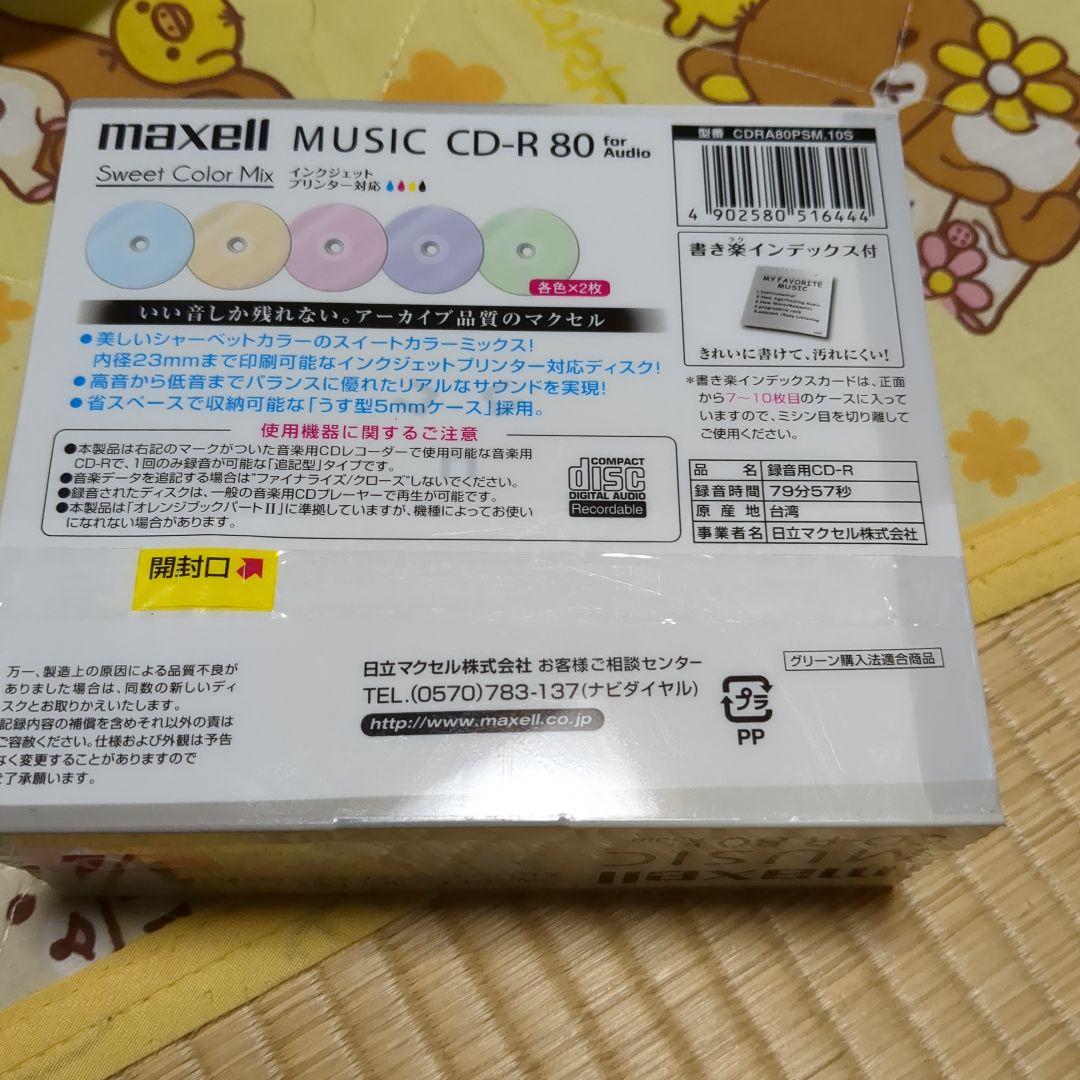 maxell MUSIC CD-R 80 for Audio
Sweet Color Mix
インクジェット
プリンター対応
各色×2枚
いい音しか残れない。アーカイブ品質のマクセル
●美しいシャーベットカラーのスイートカラーミックス!
内径23mmまで印刷可能なインクジェットプリンター対応ディスク!
●高音から低音までバランスに優れたリアルなサウンドを実現!
●省スペースで収納可能な「うす型5mmケース」採用。
使用機器に関するご注意
●本製品は右記のマークがついた音楽用CDレコーダーで使用可能な音楽用
CD-Rで、1回のみ録音が可能な「追記型」タイプです。
●音楽データを追記する場合は"ファイナライズ/クローズ"しないでください。
●録音されたディスクは、一般の音楽用CDプレーヤーで再生が可能です。
●本製品は「オレンジブックパートⅡ」に準拠していますが、機種によってお使い
になれない場合があります。
COMPACT
disc
DIGITAL AUDIO
Recordable
型番 CDRA80PSM.10S
4 902580 516444
書き楽インデックス付
ラク
MY FAVORITE
MUSIC
きれいに書けて、汚れにくい!
*書き楽インデックスカードは、正面
から7～10枚目のケースに入って
いますので、ミシン目を切り離して
ご使用ください。
品名 録音用CD-R
録音時間 79分57秒
原産地 台湾
事業者名 日立マクセル株式会社
開封口
万一、製造上の原因による品質不良が
ありました場合は、同数の新しいディ
スクとお取りかえいたします。
記録内容の補償を含めそれ以外の責は
ご容赦ください。仕様および外観は予告
なく変更することがありますので
ご了承願います。
日立マクセル株式会社 お客様ご相談センター
TEL.(0570)783-137(ナビダイヤル)
http://www.maxell.co.jp
グリーン購入法適合商品
プラ
PP
maxell
MUSIC
CD-R 80